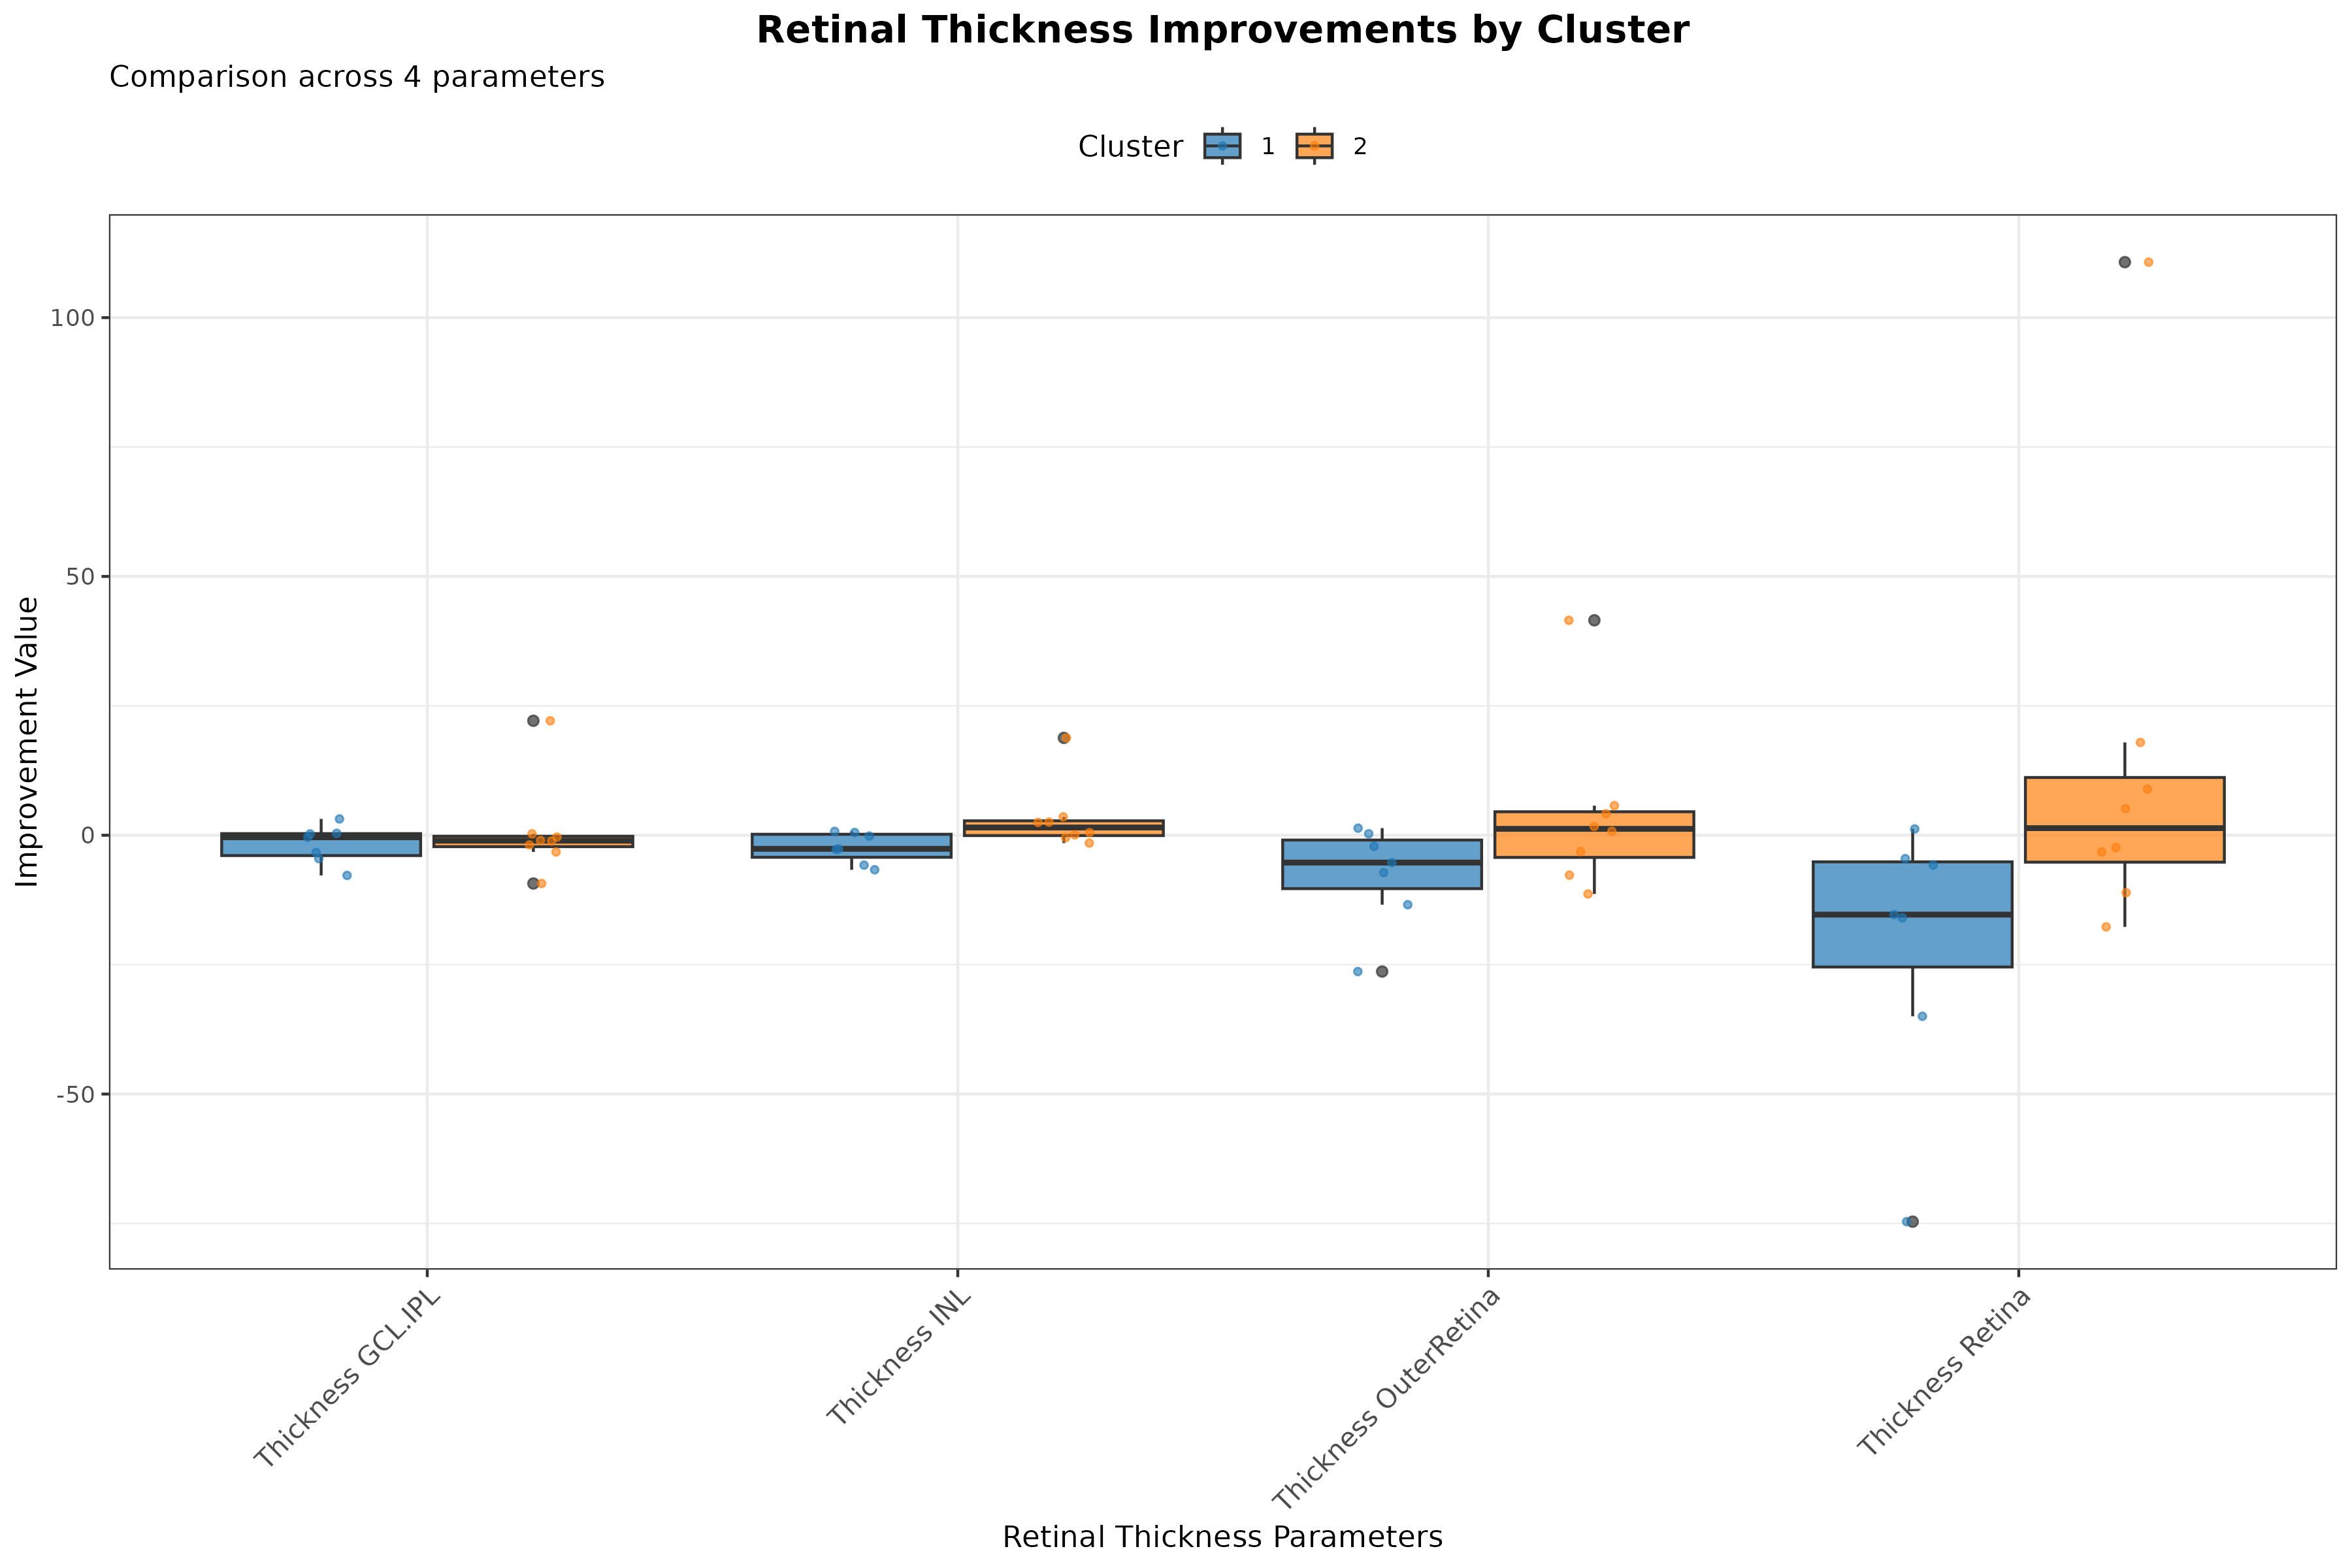 Retinal Thickness Improvements by Cluster
Comparison across 4 parameters
Cluster 1 2
Improvement Value
100
50
0
-50
Thickness GCL.IPL
Thickness INL
Thickness OuterRetina
Thickness Retina
Retinal Thickness Parameters